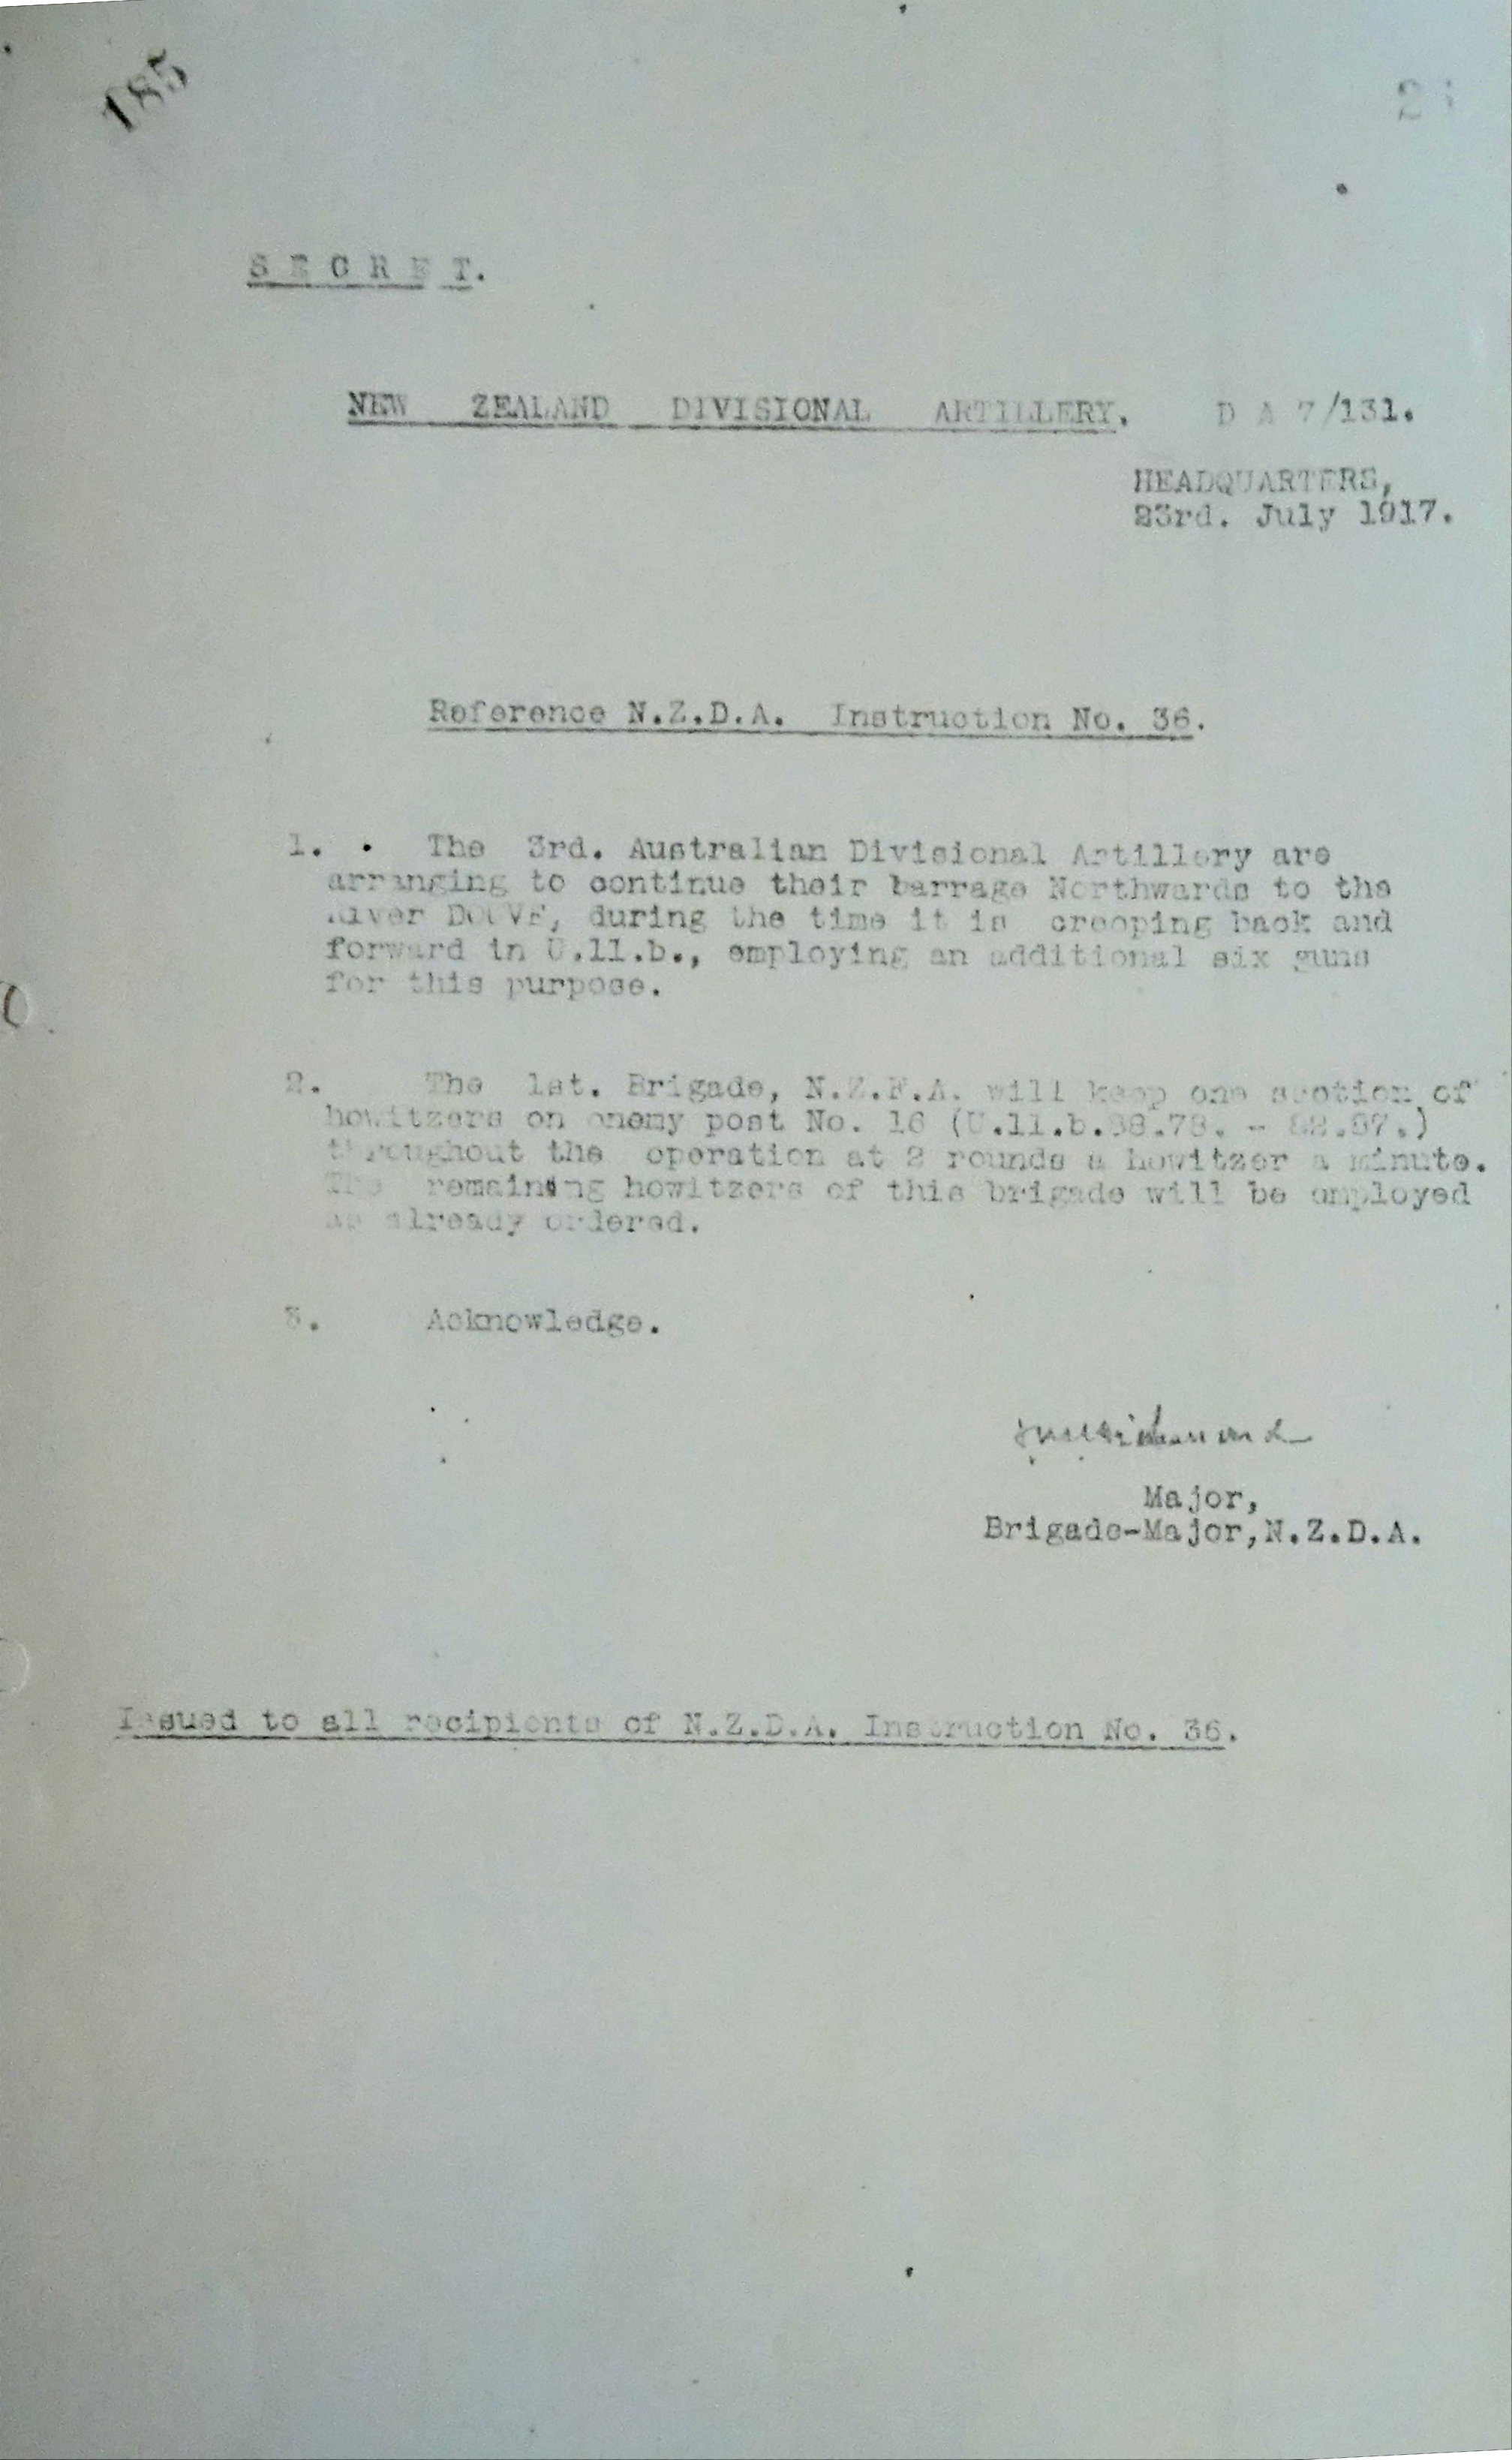 185
S E C R E T.
NEW ZEALAND DIVISIONAL ARTILLERY. D A 7/131.
HEADQUARTERS,
23rd. July 1917.
Reference N.Z.D.A. Instruction No. 36.
1. The 3rd. Australian Divisional Artillery are
arranging to continue their barrage Northwards to the
River DOUVE, during the time it is creeping back and
forward in U.11.b., employing an additional six guns
for this purpose.
2. The 1st. Brigade, N.Z.F.A. will keep one section of
howitzers on enemy post No. 16 (U.11.b.
throughout the operation at 2 rounds a howitzer a minute.
The remaining howitzers of this brigade will be employed
as already ordered.
3. Acknowledge.
Major,
Brigade-Major,N.Z.D.A.
Issued to all recipients of N.Z.D.A. Instruction No. 36.